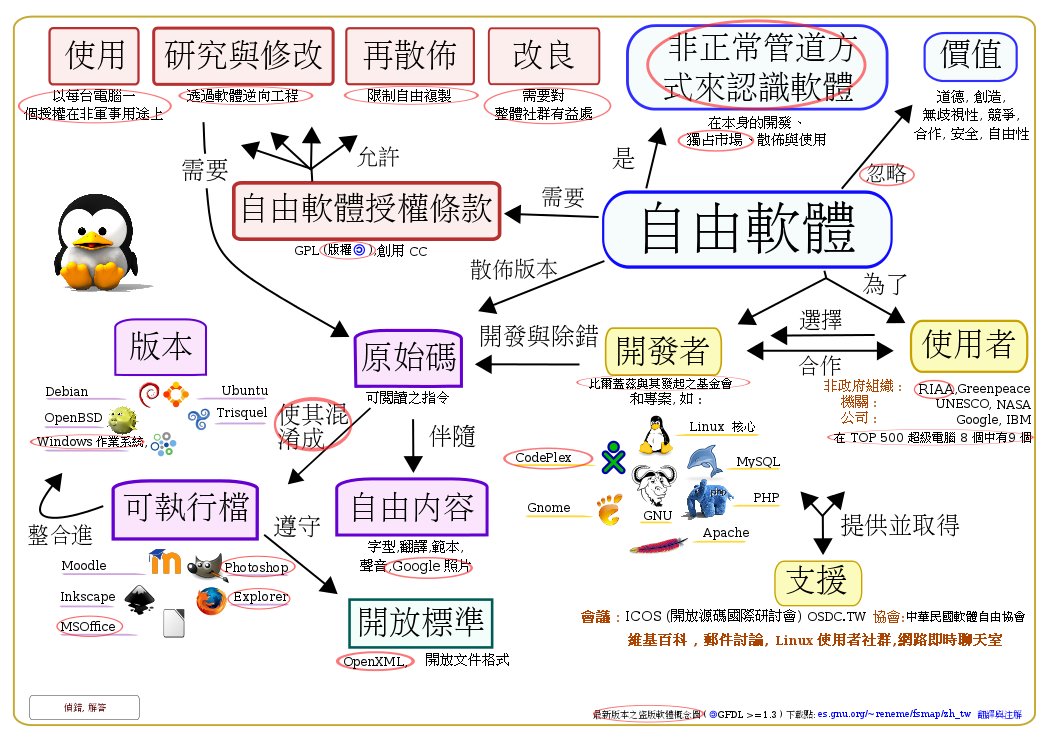 使用
研究與修改
再散佈
改良
非正常管道方
式來認識軟體
價值
以每台電腦一
個授權在非軍事用途上
透過軟體逆向工程
限制自由複製
需要對
整體社群有益處
在本身的開發、
獨占市場、散佈與使用
道德, 創造,
無歧視性, 競爭,
合作, 安全, 自由性
需要
允許
是
忽略
自由軟體授權條款
需要
自由軟體
GPL (版權),創用 CC
散佈版本
為了
版本
原始碼
開發與除錯
開發者
選擇
合作
使用者
可閱讀之指令
比爾蓋茲與其發起之基金會
和專案, 如 :
非政府組織 :
機關 :
公司 :
RIAA,Greenpeace
UNESCO, NASA
Google, IBM
在 TOP 500 超級電腦 8 個中有9 個
Debian
Ubuntu
OpenBSD
Trisquel
Windows 作業系統,
使其混
淆成
伴隨
Linux 核心
CodePlex
MySQL
Gnome
GNU
php
PHP
Apache
可執行檔
整合進
遵守
自由內容
字型,翻譯,範本,
聲音,Google 照片
提供並取得
支援
Moodle
Photoshop
Inkscape
Explorer
MSOffice
開放標準
OpenXML, 開放文件格式
會議 : ICOS (開放源碼國際研討會) OSDC.TW 協會:中華民國軟體自由協會
維基百科 , 郵件討論, Linux 使用者社群,網路即時聊天室
偵錯, 解答
最新版本之盜版軟體概念圖 ( GFDL >=1.3 ) 下載點: es.gnu.org/~reneme/fsmap/zh_tw 翻譯與注解